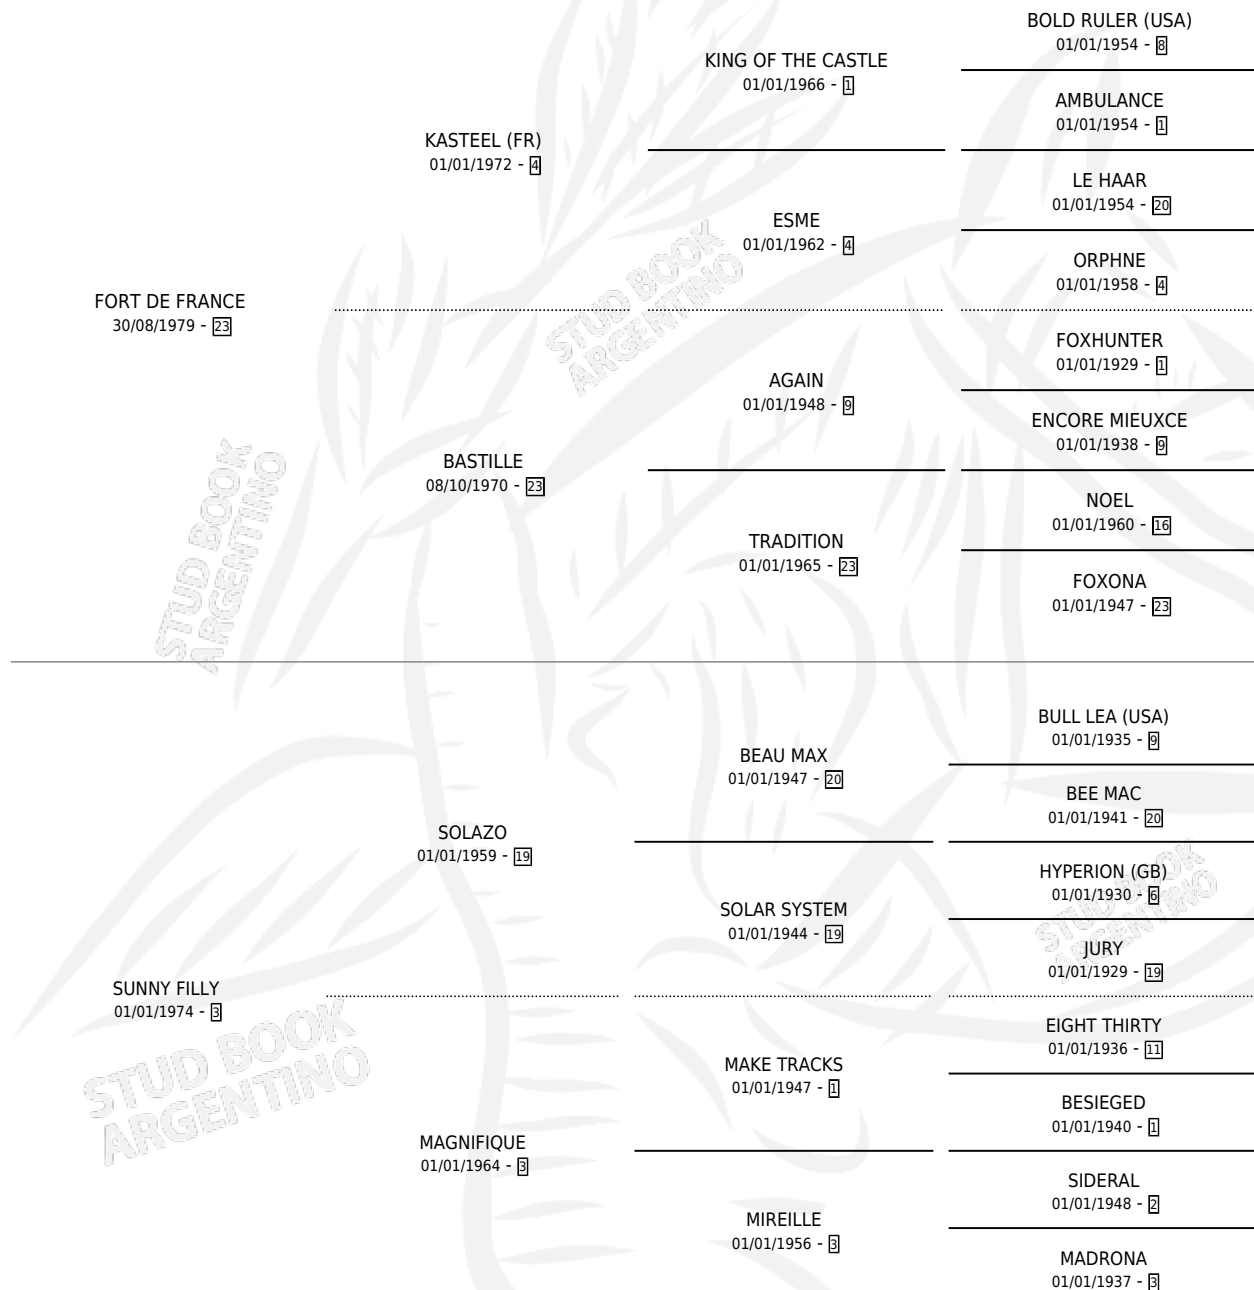 BOLD RULER (USA)
01/01/1954 - 8
KING OF THE CASTLE
01/01/1966 - 1
AMBULANCE
01/01/1954 - 1
KASTEEL (FR)
01/01/1972 - 4
LE HAAR
01/01/1954 - 20
ESME
01/01/1962 - 4
ORPHNE
01/01/1958 - 4
FORT DE FRANCE
30/08/1979 - 23
FOXHUNTER
01/01/1929 - 1
AGAIN
01/01/1948 - 9
ENCORE MIEUXCE
01/01/1938 - 9
BASTILLE
08/10/1970 - 23
NOEL
01/01/1960 - 16
TRADITION
01/01/1965 - 23
FOXONA
01/01/1947 - 23
STUD BOOK
ARGENTINO
STUD BOOK
ARGENTINO
BULL LEA (USA)
01/01/1935 - 9
BEAU MAX
01/01/1947 - 20
BEE MAC
01/01/1941 - 20
SOLAZO
01/01/1959 - 19
HYPERION (GB)
01/01/1930 - 6
SOLAR SYSTEM
01/01/1944 - 19
JURY
01/01/1929 - 19
SUNNY FILLY
01/01/1974 - 3
EIGHT THIRTY
01/01/1936 - 11
MAKE TRACKS
01/01/1947 - 1
BESIEGED
01/01/1940 - 1
MAGNIFIQUE
01/01/1964 - 3
SIDERAL
01/01/1948 - 2
MIREILLE
01/01/1956 - 3
MADRONA
01/01/1937 - 3
STUD BOOK
ARGENTINO
STUD BOOK
ARGENTINO